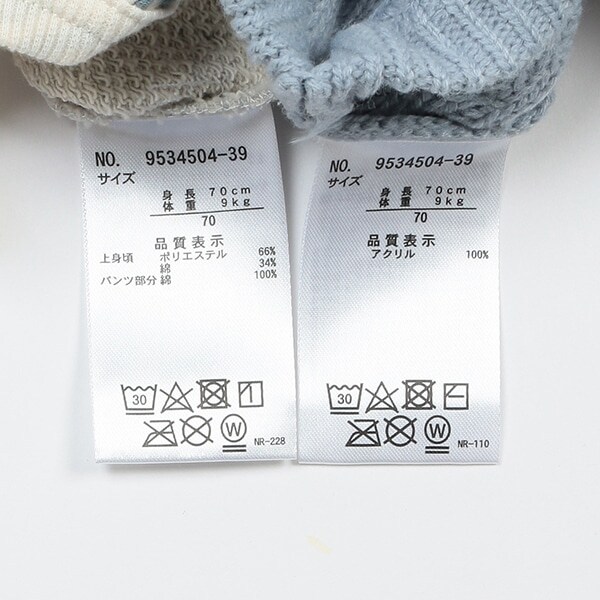 NO. 9534504-39
サイズ
身長 70cm
体重 9kg
70
品質表示
上身頃 ポリエステル 66%
綿 34%
パンツ部分 綿 100%
30
W
NR-228
NO. 9534504-39
サイズ
身長 70cm
体重 9kg
70
品質表示
アクリル 100%
30
W
NR-110